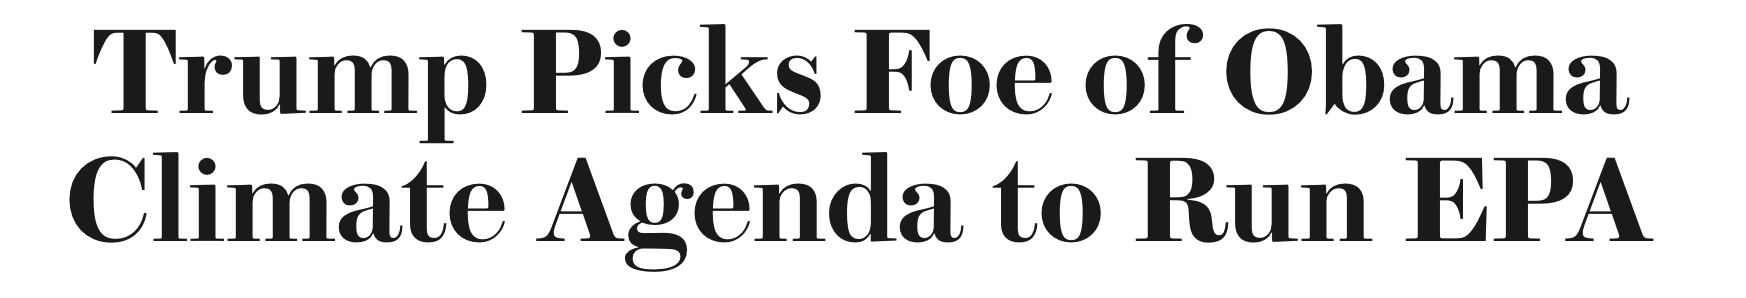 Trump Picks Foe of Obama
Climate Agenda to Run EPA